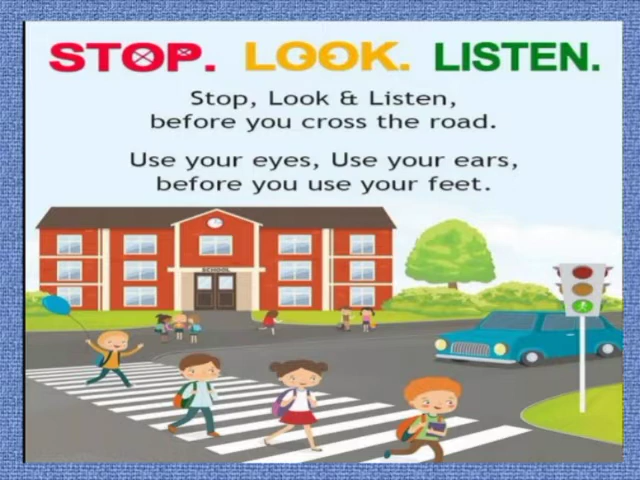 STOP. LOOK. LISTEN.
Stop, Look & Listen,
before you cross the road.
Use your eyes, Use your ears,
before you use your feet.
SCHOOL